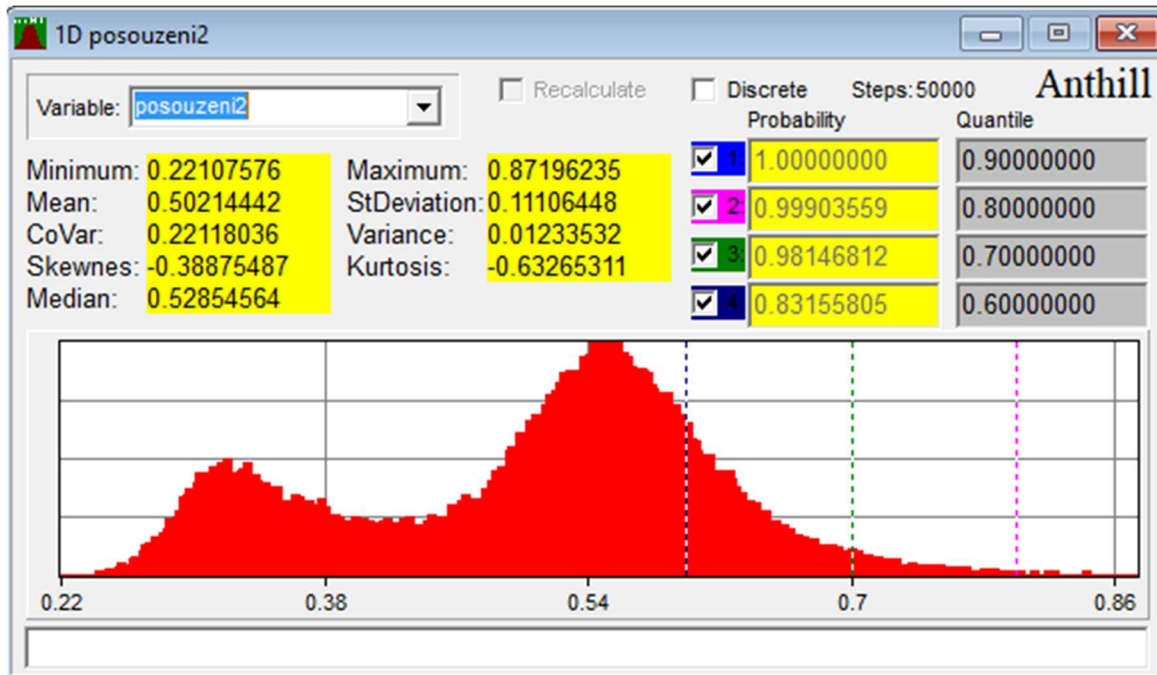 1D posouzeni2
Variable: posouzeni2
Recalculate
Discrete Steps: 50000 Anthill
Probability Quantile
Minimum: 0.22107576 Maximum: 0.87196235 1: 1.00000000 0.90000000
Mean: 0.50214442 StDeviation: 0.11106448 2: 0.99903559 0.80000000
CoVar: 0.22118036 Variance: 0.01233532 3: 0.98146812 0.70000000
Skewnes: -0.38875487 Kurtosis: -0.63265311 4 0.83155805 0.60000000
Median: 0.52854564
0.22 0.38 0.54 0.7 0.86